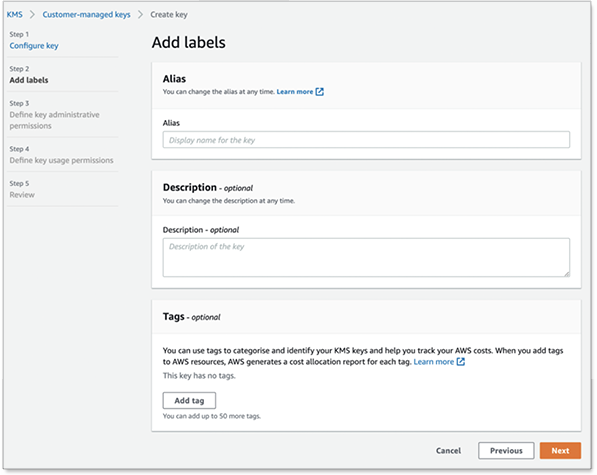 KMS > Customer-managed keys > Create key
Step 1
Configure key
Step 2
Add labels
Step 3
Define key administrative
permissions
Step 4
Define key usage permissions
Step 5
Review
Add labels
Alias
You can change the alias at any time. Learn more
Alias
Display name for the key
Description - optional
You can change the description at any time.
Description - optional
Description of the key
Tags - optional
You can use tags to categorise and identify your KMS keys and help you track your AWS costs. When you add tags
to AWS resources, AWS generates a cost allocation report for each tag. Learn more
This key has no tags.
Add tag
You can add up to 50 more tags.
Cancel
Previous
Next